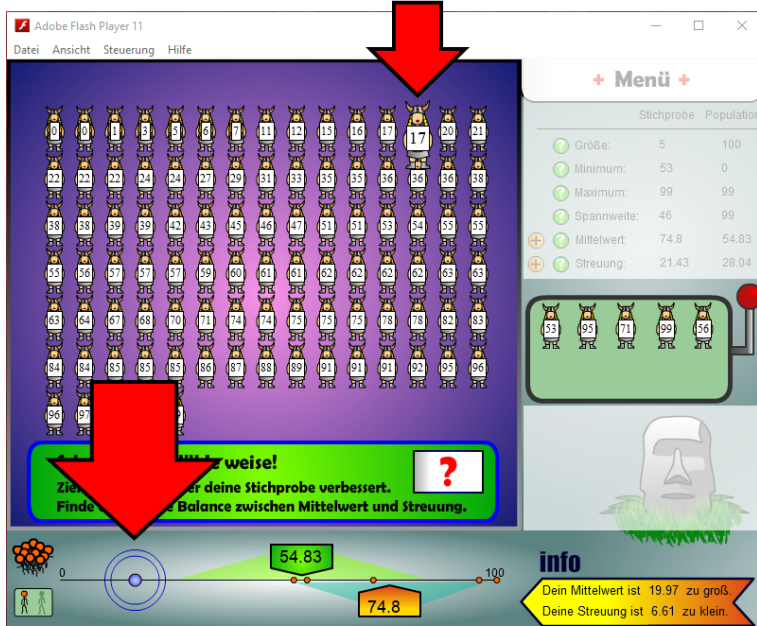 Adobe Flash Player 11
Datei Ansicht Steuerung Hilfe
0 0 1 3 5 6 7 11 12 15 16 17 17 20 21
22 22 22 24 24 27 29 31 33 35 35 36 36 36 38
38 38 39 39 42 43 45 46 47 51 51 53 54 55 55
55 56 57 57 57 59 60 61 61 62 62 62 62 63 63
63 64 67 68 70 71 74 74 75 75 75 78 78 82 83
84 84 85 85 85 86 87 88 89 91 91 91 92 95 96
96 97
weise!
deine Stichprobe verbessert.
Finde Balance zwischen Mittelwert und Streuung.
?
+ Menü +
Stichprobe Population
? Größe: 5 100
? Minimum: 53 0
? Maximum: 99 99
? Spannweite: 46 99
+ ? Mittelwert: 74.8 54.83
+ ? Streuung: 21.43 28.04
53 95 71 99 56
0 54.83 100
74.8
info
Dein Mittelwert ist 19.97 zu groß.
Deine Streuung ist 6.61 zu klein.